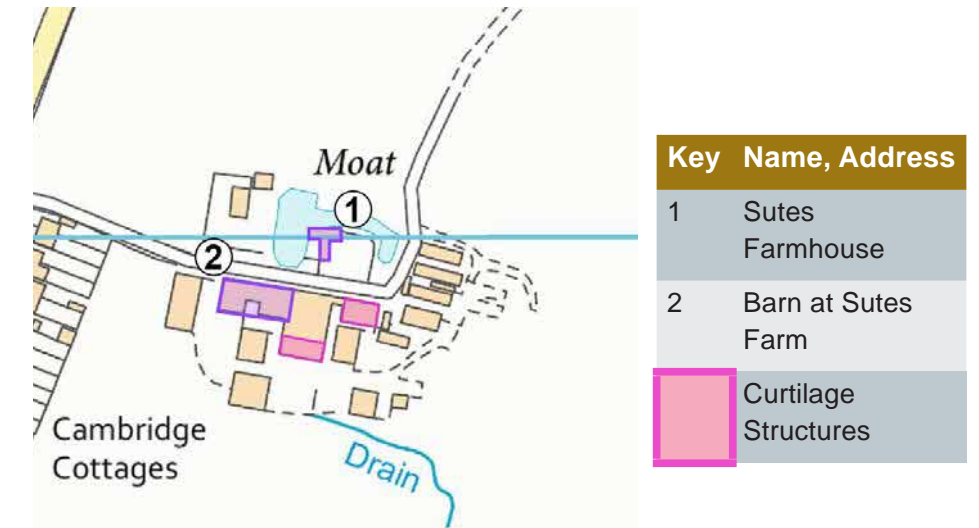 Moat
1
2
Cambridge
Cottages
Drain
Key Name, Address
1 Sutes
Farmhouse
2 Barn at Sutes
Farm
Curtilage
Structures